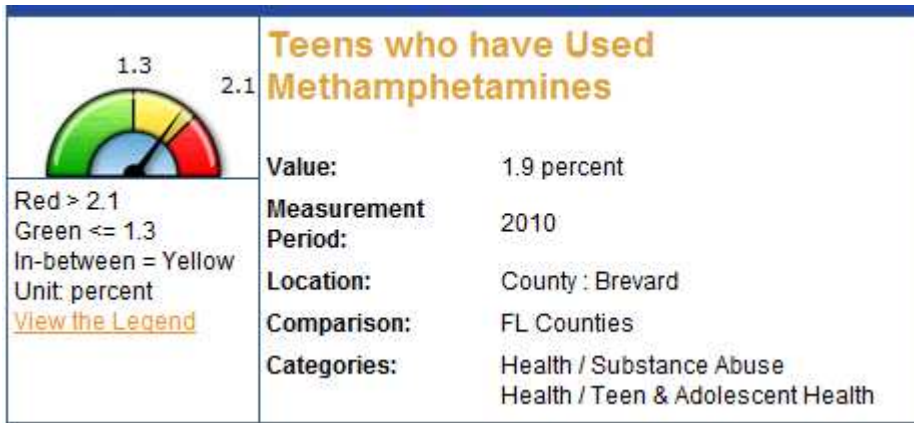 1.3
2.1
Red > 2.1
Green <= 1.3
In-between = Yellow
Unit: percent
View the Legend
Teens who have Used
Methamphetamines
Value: 1.9 percent
Measurement
Period: 2010
Location: County : Brevard
Comparison: FL Counties
Categories: Health / Substance Abuse
Health / Teen & Adolescent Health